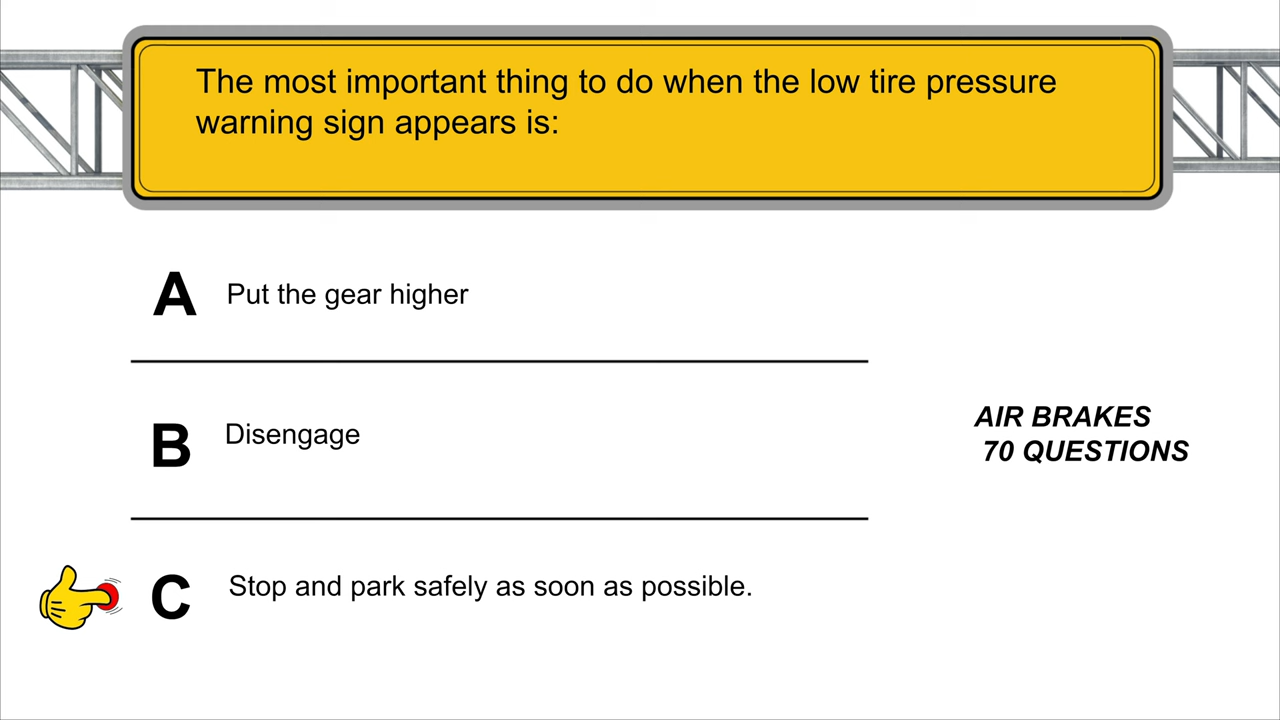 The most important thing to do when the low tire pressure
warning sign appears is:
A Put the gear higher
B Disengage
AIR BRAKES
70 QUESTIONS
C Stop and park safely as soon as possible.